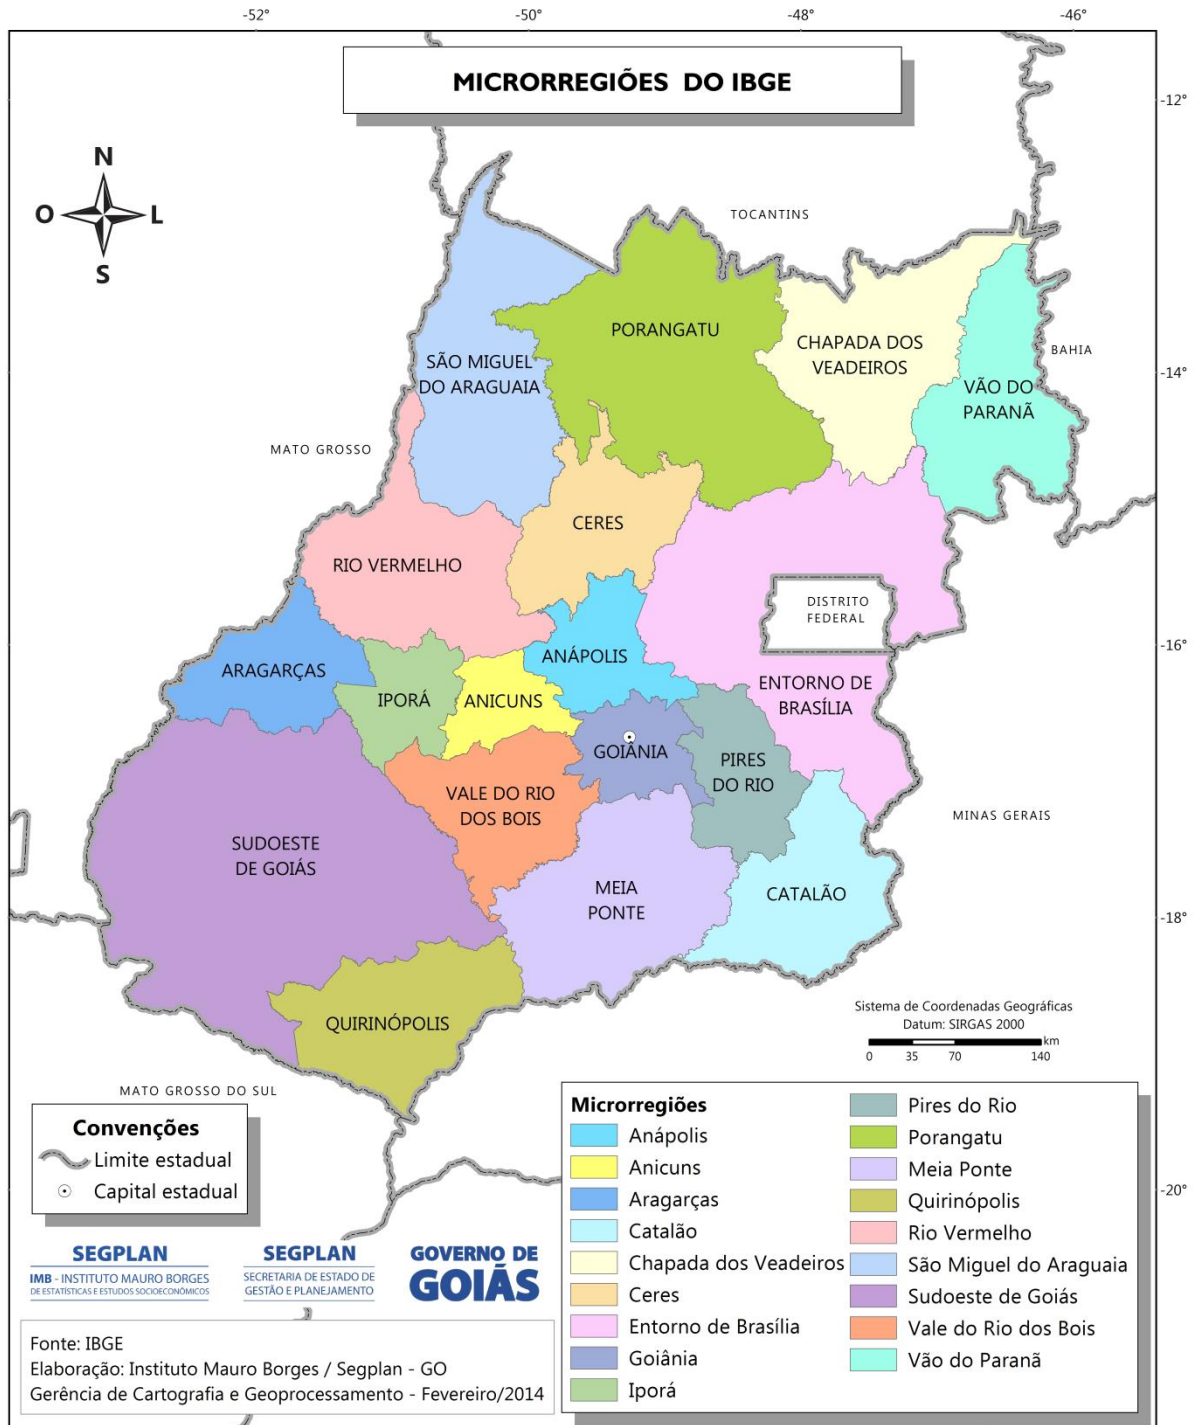 -52° -50° -48° -46°
MICRORREGIÕES DO IBGE
-12°
N
O L
S
TOCANTINS
PORANGATU
CHAPADA DOS
VEADEIROS
BAHIA
SÃO MIGUEL
DO ARAGUAIA
-14°
VÃO DO
PARANÃ
MATO GROSSO
CERES
RIO VERMELHO
DISTRITO
FEDERAL
-16°
ANÁPOLIS
ARAGARÇAS
IPORÁ
ANICUNS
ENTORNO DE
BRASÍLIA
GOIÂNIA
PIRES
DO RIO
VALE DO RIO
DOS BOIS
MINAS GERAIS
SUDOESTE
DE GOIÁS
MEIA
PONTE
CATALÃO
-18°
QUIRINÓPOLIS
Sistema de Coordenadas Geográficas
Datum: SIRGAS 2000
km
0 35 70 140
MATO GROSSO DO SUL
Convenções
Limite estadual
Capital estadual
Microrregiões
Anápolis
Anicuns
Aragarças
Catalão
Chapada dos Veadeiros
Ceres
Entorno de Brasília
Goiânia
Iporá
Pires do Rio
Porangatu
Meia Ponte
Quirinópolis
Rio Vermelho
São Miguel do Araguaia
Sudoeste de Goiás
Vale do Rio dos Bois
Vão do Paranã
-20°
SEGPLAN
IMB - INSTITUTO MAURO BORGES
DE ESTATÍSTICAS E ESTUDOS SOCIOECONÔMICOS
SEGPLAN
SECRETARIA DE ESTADO DE
GESTÃO E PLANEJAMENTO
GOVERNO DE
GOIÁS
Fonte: IBGE
Elaboração: Instituto Mauro Borges / Segplan - GO
Gerência de Cartografia e Geoprocessamento - Fevereiro/2014